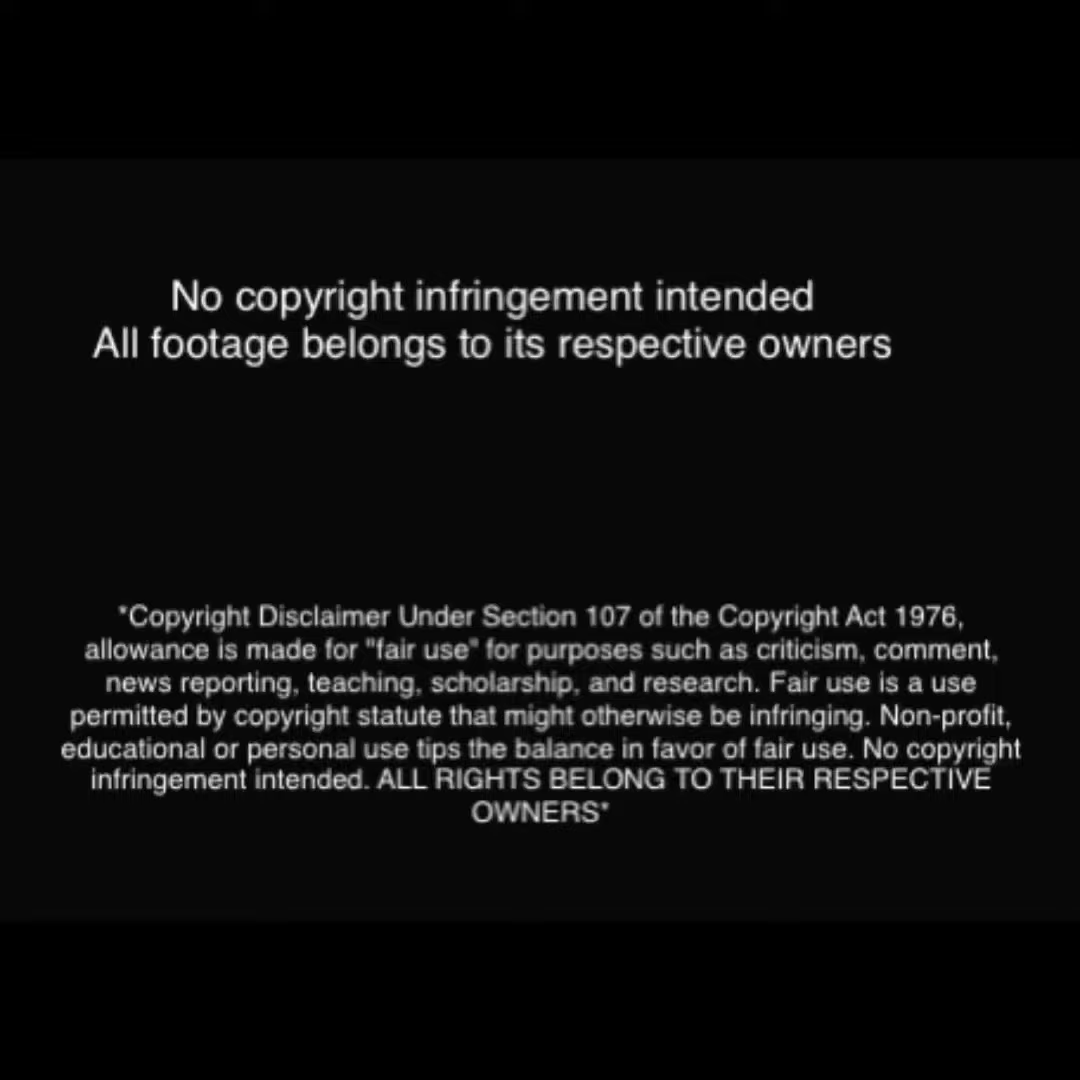 No copyright infringement intended
All footage belongs to its respective owners
*Copyright Disclaimer Under Section 107 of the Copyright Act 1976,
allowance is made for "fair use" for purposes such as criticism, comment,
news reporting, teaching, scholarship, and research. Fair use is a use
permitted by copyright statute that might otherwise be infringing. Non-profit,
educational or personal use tips the balance in favor of fair use. No copyright
infringement intended. ALL RIGHTS BELONG TO THEIR RESPECTIVE
OWNERS*